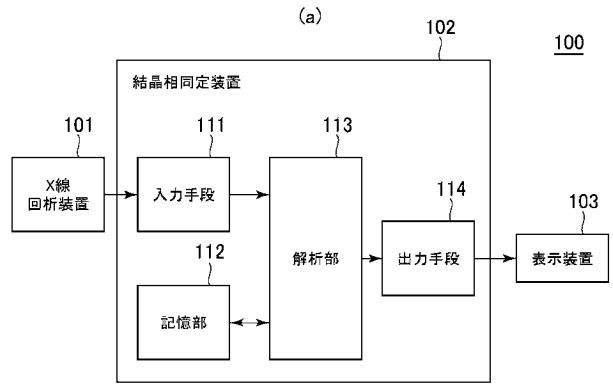 (a)
102
100
結晶相同定装置
101
111
113
X線
回析装置
入力手段
114
103
解析部
出力手段
表示装置
112
記憶部